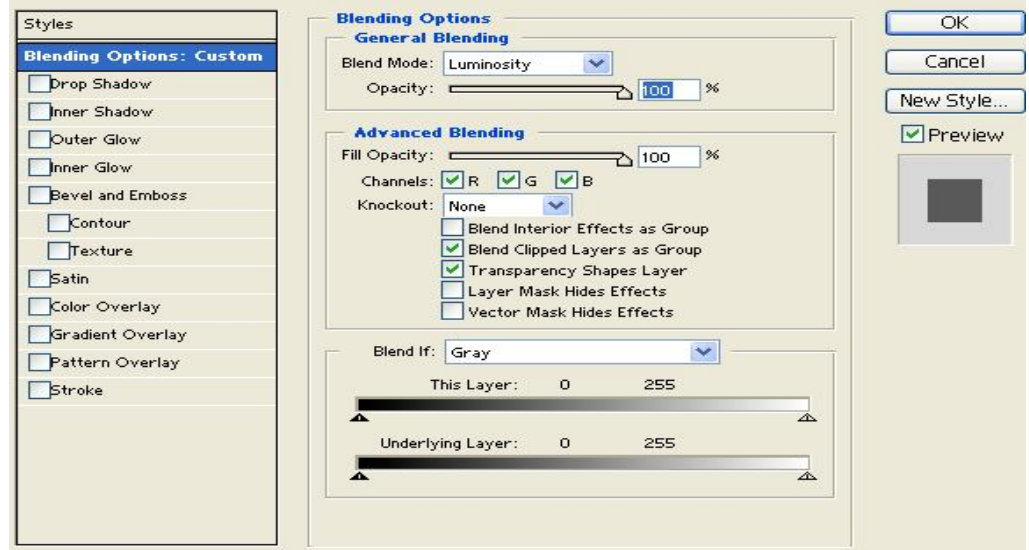 Styles
Blending Options: Custom
Drop Shadow
Inner Shadow
Outer Glow
Inner Glow
Bevel and Emboss
Contour
Texture
Satin
Color Overlay
Gradient Overlay
Pattern Overlay
Stroke
Blending Options
General Blending
Blend Mode: Luminosity
Opacity: 100 %
Advanced Blending
Fill Opacity: 100 %
Channels: R G B
Knockout: None
Blend Interior Effects as Group
Blend Clipped Layers as Group
Transparency Shapes Layer
Layer Mask Hides Effects
Vector Mask Hides Effects
Blend If: Gray
This Layer: 0 255
Underlying Layer: 0 255
OK
Cancel
New Style...
Preview